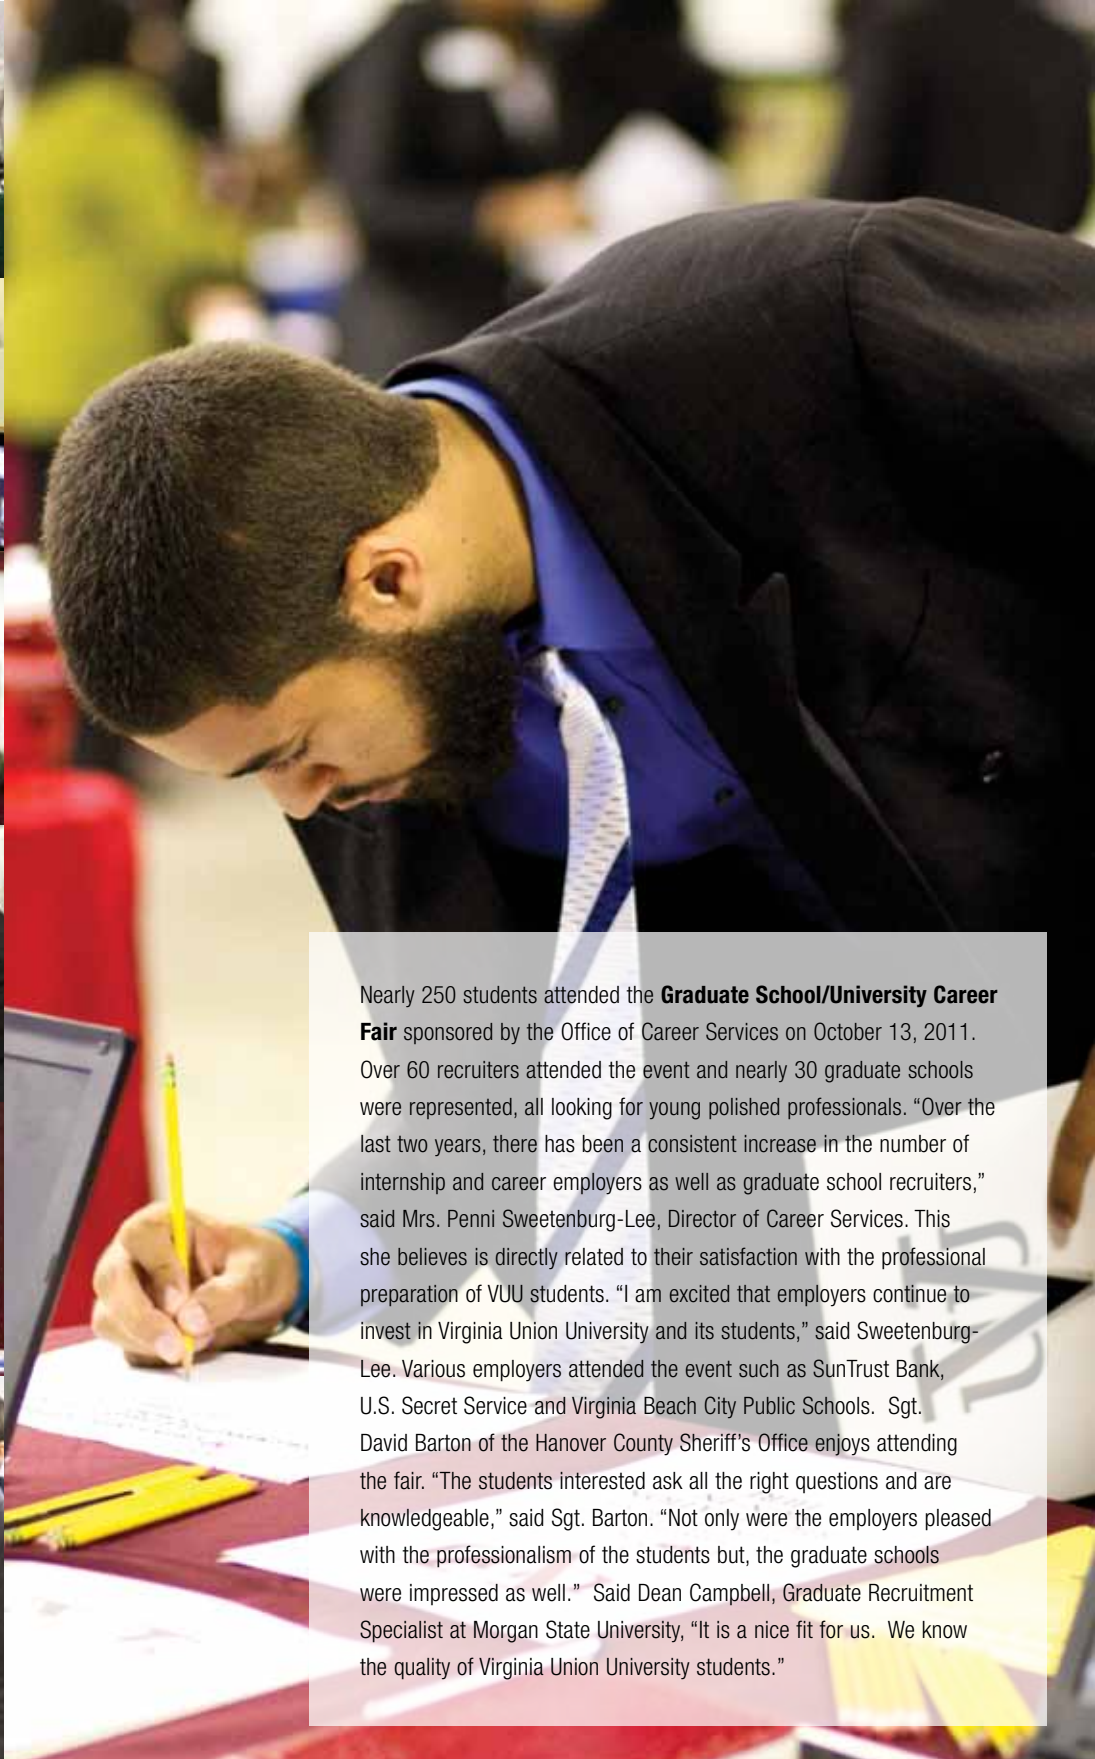 Nearly 250 students attended the Graduate School/University Career
Fair sponsored by the Office of Career Services on October 13, 2011.
Over 60 recruiters attended the event and nearly 30 graduate schools
were represented, all looking for young polished professionals. “Over the
last two years, there has been a consistent increase in the number of
internship and career employers as well as graduate school recruiters,”
said Mrs. Penni Sweetenburg-Lee, Director of Career Services. This
she believes is directly related to their satisfaction with the professional
preparation of VUU students. “I am excited that employers continue to
invest in Virginia Union University and its students,” said Sweetenburg-
Lee. Various employers attended the event such as SunTrust Bank,
U.S. Secret Service and Virginia Beach City Public Schools.  Sgt.
David Barton of the Hanover County Sheriff’s Office enjoys attending
the fair. “The students interested ask all the right questions and are
knowledgeable,” said Sgt. Barton. “Not only were the employers pleased
with the professionalism of the students but, the graduate schools
were impressed as well.”  Said Dean Campbell, Graduate Recruitment
Specialist at Morgan State University, “It is a nice fit for us.  We know
the quality of Virginia Union University students.”